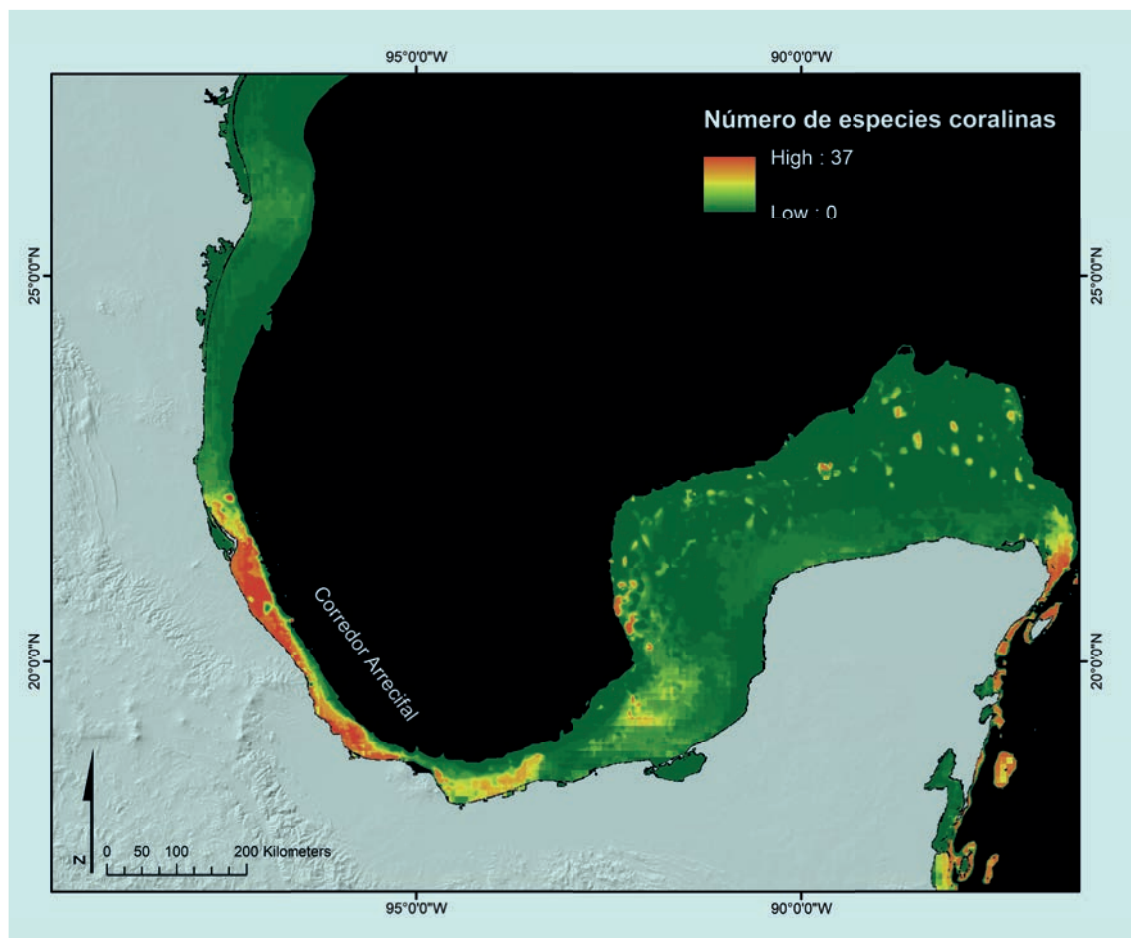 95°0'0"W
90°0'0"W
Número de especies coralinas
High : 37
Low : 0
25°0'0"N
25°0'0"N
Corredor Arrecifal
20°0'0"N
20°0'0"N
N
0 50 100 200 Kilometers
95°0'0"W
90°0'0"W